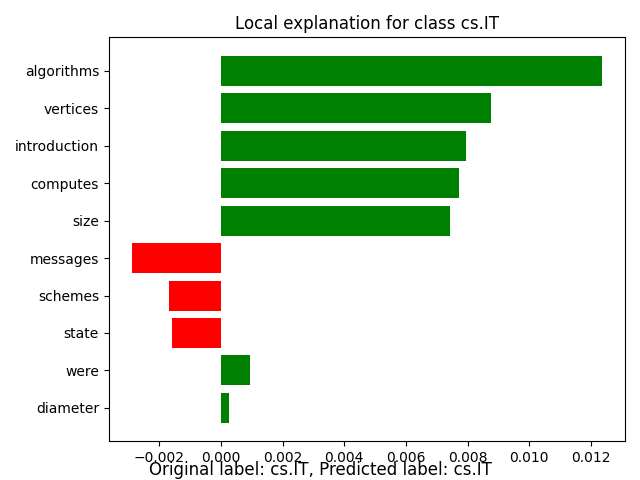 Local explanation for class cs.IT
algorithms
vertices
introduction
computes
size
messages
schemes
state
were
diameter
−0.002 0.000 0.002 0.004 0.006 0.008 0.010 0.012
Original label: cs.IT, Predicted label: cs.IT